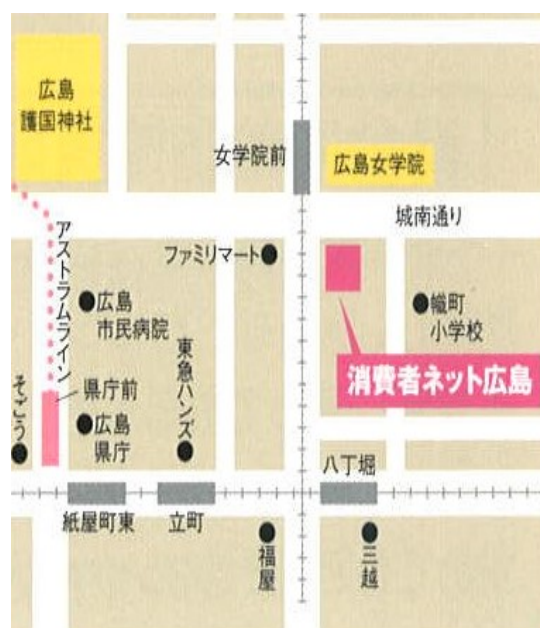 広島
護国神社
女学院前
広島女学院
城南通り
アストラムライン
ファミリマート
広島
市民病院
幟町
小学校
消費者ネット広島
東急ハンズ
県庁前
広島
県庁
そごう
八丁堀
紙屋町東
立町
福屋
三越